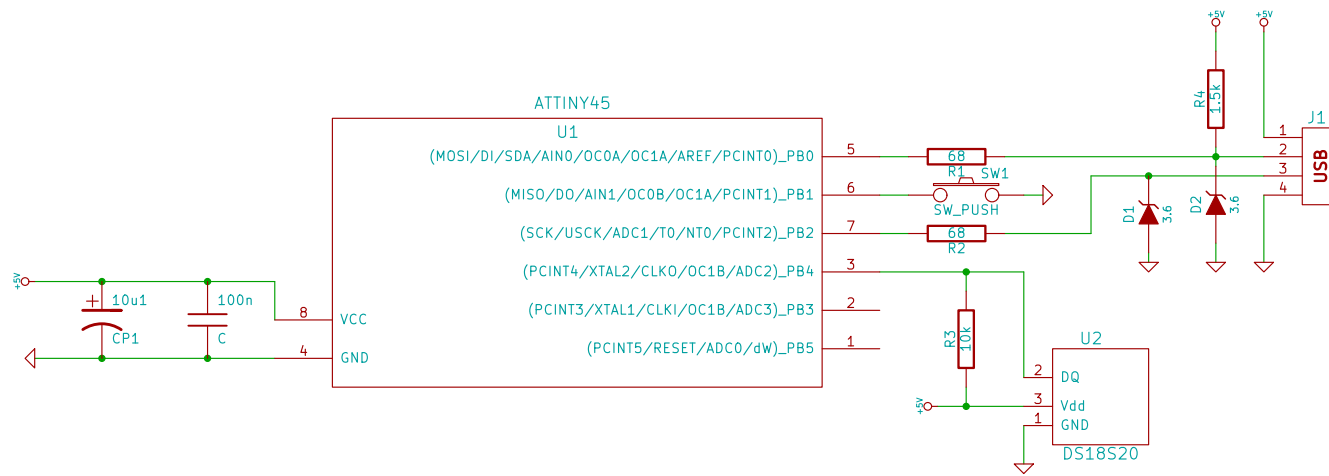 +5V
+5V
R4
1.5k
ATTINY45
U1
J1
1
(MOSI/DI/SDA/AIN0/OC0A/OC1A/AREF/PCINT0)_PB0
5
68
R1
2
SW1
3
USB
(MISO/DO/AIN1/OC0B/OC1A/PCINT1)_PB1
6
SW_PUSH
4
D1
3.6
D2
3.6
(SCK/USCK/ADC1/T0/NT0/PCINT2)_PB2
7
68
R2
(PCINT4/XTAL2/CLKO/OC1B/ADC2)_PB4
3
+5V
10u1
100n
8
VCC
(PCINT3/XTAL1/CLKI/OC1B/ADC3)_PB3
2
CP1
C
4
GND
(PCINT5/RESET/ADC0/dW)_PB5
1
R3
10k
U2
2
DQ
+5V
3
Vdd
1
GND
DS18S20